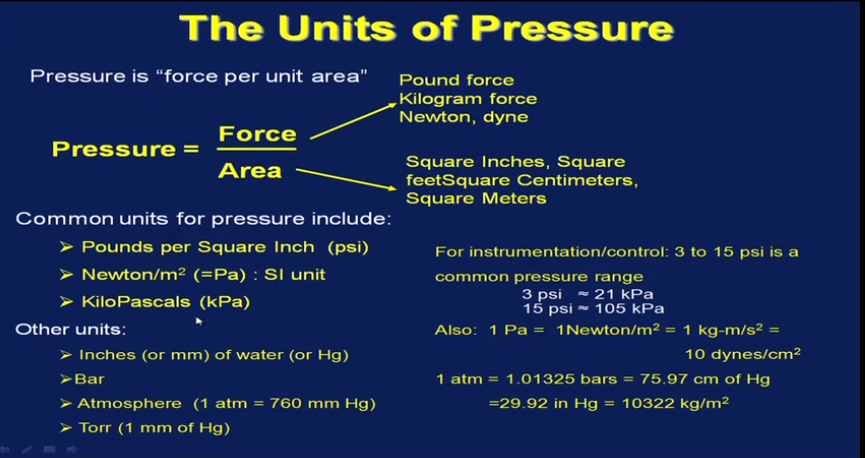 The Units of Pressure
Pressure is “force per unit area”
Pressure = Force
Area
Pound force
Kilogram force
Newton, dyne
Square Inches, Square
feetSquare Centimeters,
Square Meters
Common units for pressure include:
➢ Pounds per Square Inch (psi)
➢ Newton/m² (=Pa) : SI unit
➢ KiloPascals (kPa)
Other units:
➢ Inches (or mm) of water (or Hg)
➢Bar
➢ Atmosphere (1 atm = 760 mm Hg)
➢ Torr (1 mm of Hg)
For instrumentation/control: 3 to 15 psi is a
common pressure range
3 psi ≈ 21 kPa
15 psi ≈ 105 kPa
Also: 1 Pa = 1Newton/m² = 1 kg-m/s² =
10 dynes/cm²
1 atm = 1.01325 bars = 75.97 cm of Hg
=29.92 in Hg = 10322 kg/m²